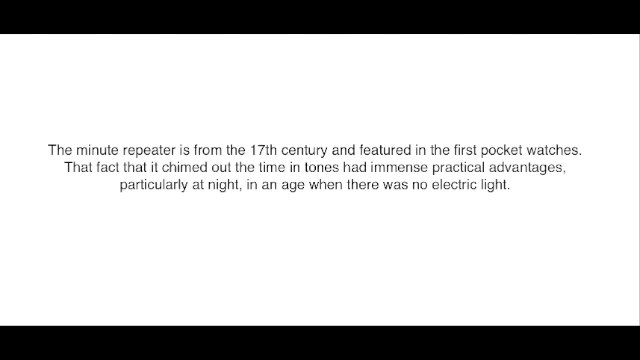 The minute repeater is from the 17th century and featured in the first pocket watches.
That fact that it chimed out the time in tones had immense practical advantages,
particularly at night, in an age when there was no electric light.